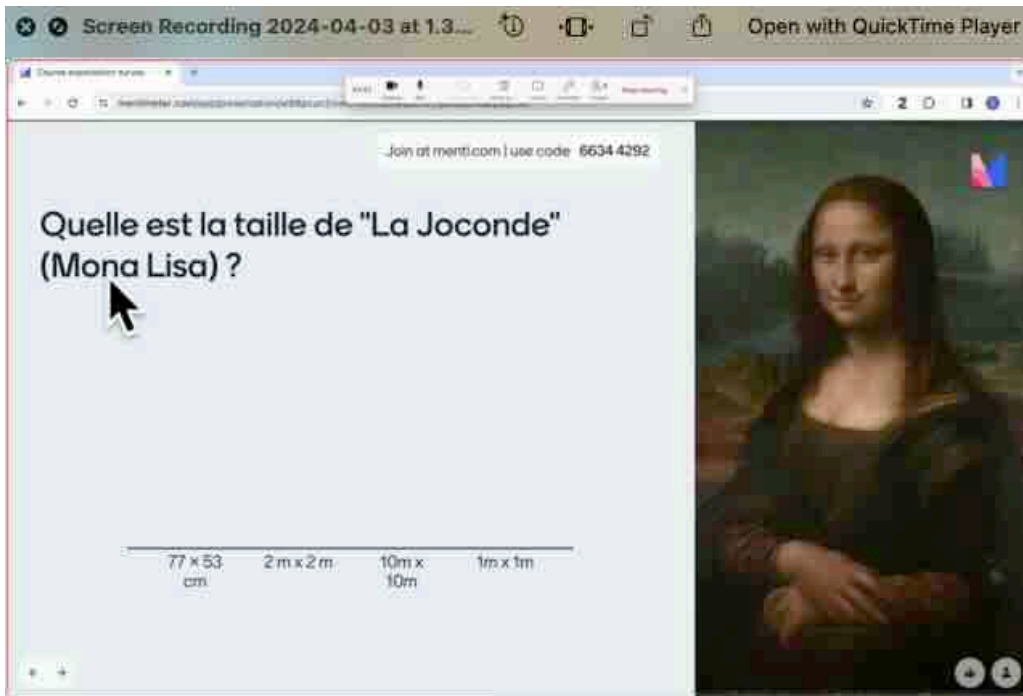 Screen Recording 2024-04-03 at 1.3...
Open with QuickTime Player
Join at menti.com | use code 6634 4292
Quelle est la taille de "La Joconde"
(Mona Lisa) ?
77 × 53
cm
2 m x 2 m
10m x
10m
1m x 1m